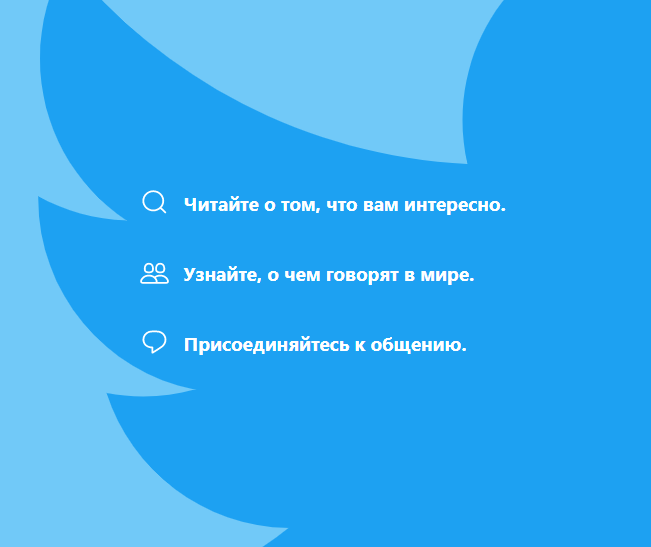 Читайте о том, что вам интересно.
Узнайте, о чем говорят в мире.
Присоединяйтесь к общению.